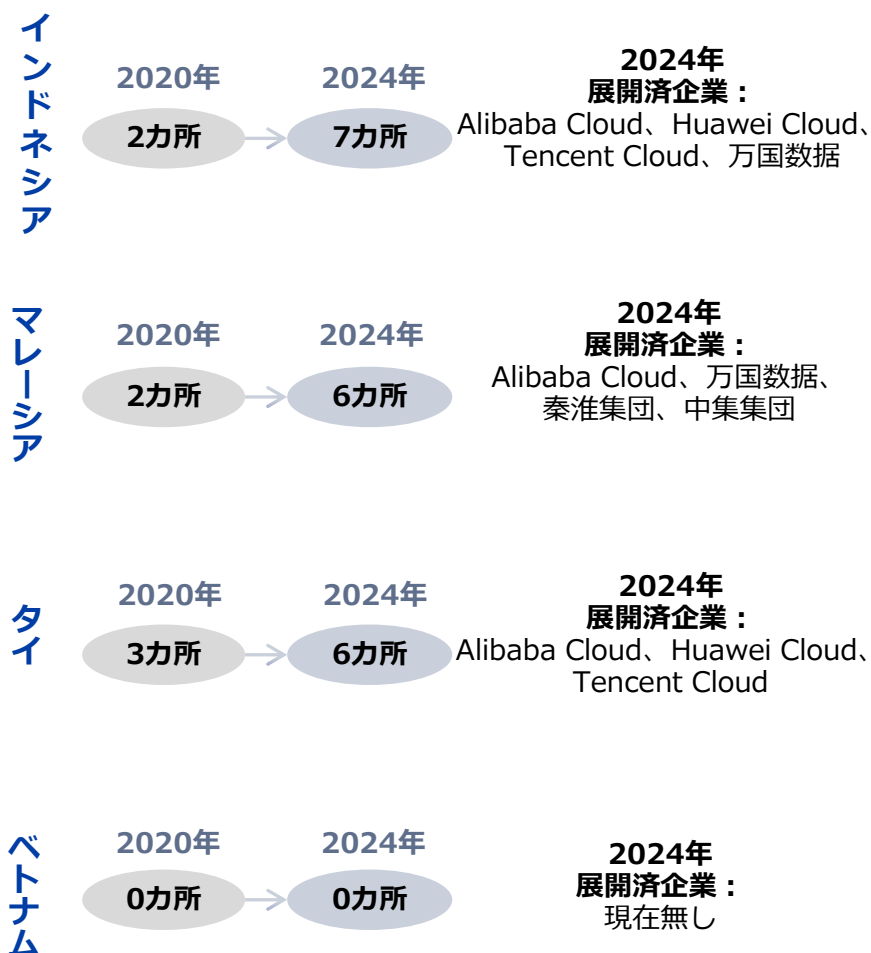 インドネシア
2020年
2024年
2カ所
7カ所
2024年
展開済企業：
Alibaba Cloud、Huawei Cloud、
Tencent Cloud、万国数据
マレーシア
2020年
2024年
2カ所
6カ所
2024年
展開済企業：
Alibaba Cloud、万国数据、
秦淮集団、中集集団
タイ
2020年
2024年
3カ所
6カ所
2024年
展開済企業：
Alibaba Cloud、Huawei Cloud、
Tencent Cloud
ベトナム
2020年
2024年
0カ所
0カ所
2024年
展開済企業：
現在無し